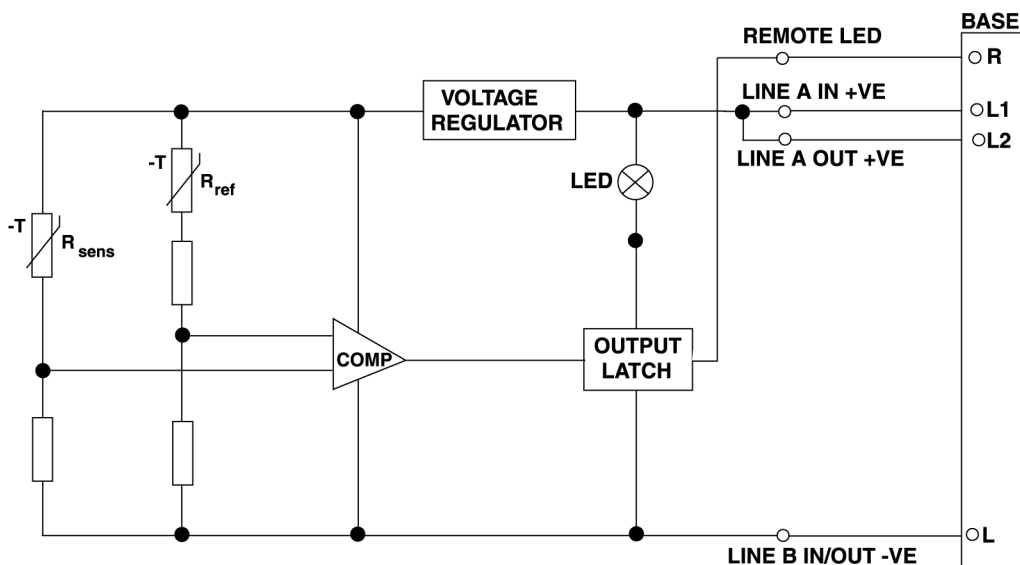 BASE
REMOTE LED
R
LINE A IN +VE
L1
VOLTAGE
REGULATOR
L2
LINE A OUT +VE
-T
R ref
LED
-T
R sens
OUTPUT
LATCH
COMP
L
LINE B IN/OUT -VE